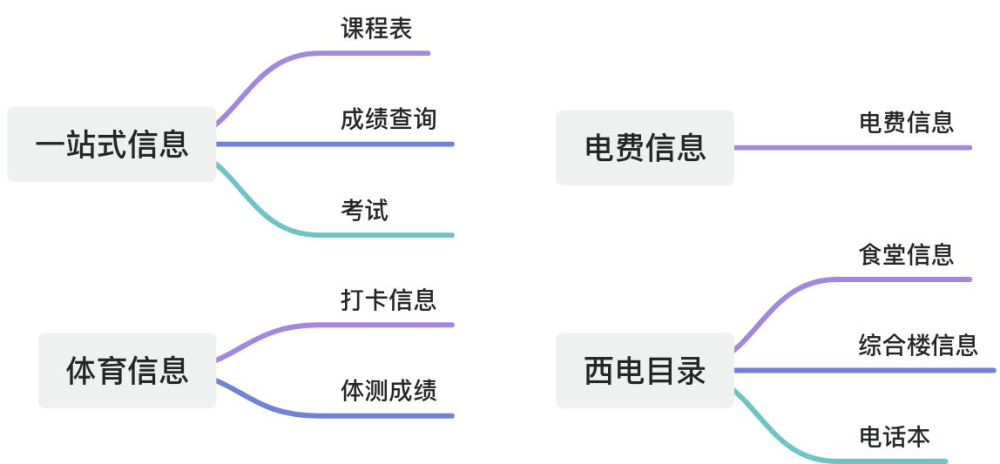 一站式信息
课程表
成绩查询
考试
电费信息
电费信息
体育信息
打卡信息
体测成绩
西电目录
食堂信息
综合楼信息
电话本